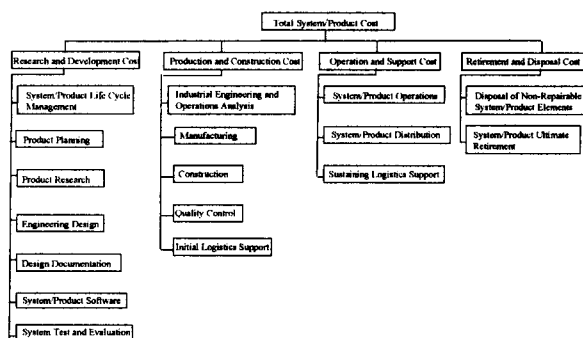 Total System/Product Cost
Research and Development Cost
Production and Construction Cost
Operation and Support Cost
Retirement and Disposal Cost
System/Product Life Cycle
Management
Product Planning
Product Research
Engineering Design
Design Documentation
System/Product Software
System Test and Evaluation
Industrial Engineering and
Operations Analysis
Manufacturing
Construction
Quality Control
Initial Logistics Support
System/Product Operations
System/Product Distribution
Sustaining Logistics Support
Disposal of Non-Repairable
System/Product Elements
System/Product Ultimate
Retirement